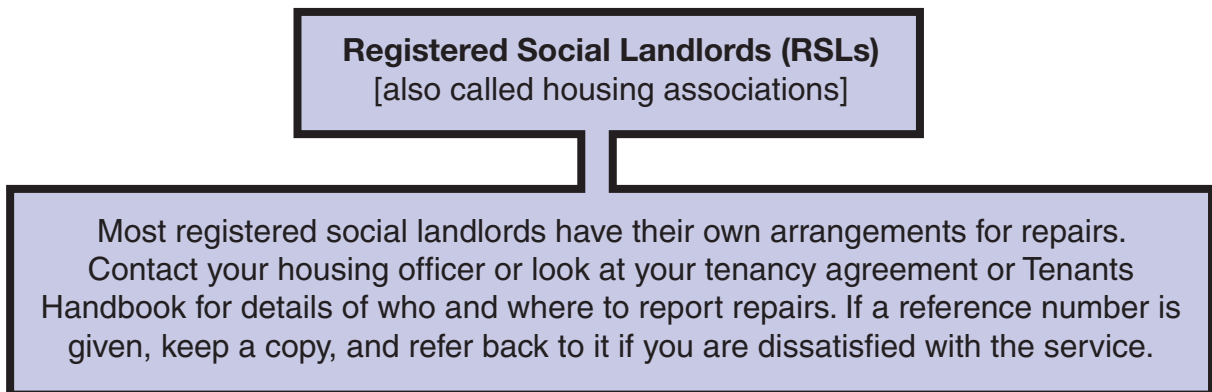 Registered Social Landlords (RSLs)
[also called housing associations]
Most registered social landlords have their own arrangements for repairs.
Contact your housing officer or look at your tenancy agreement or Tenants
Handbook for details of who and where to report repairs. If a reference number is
given, keep a copy, and refer back to it if you are dissatisfied with the service.